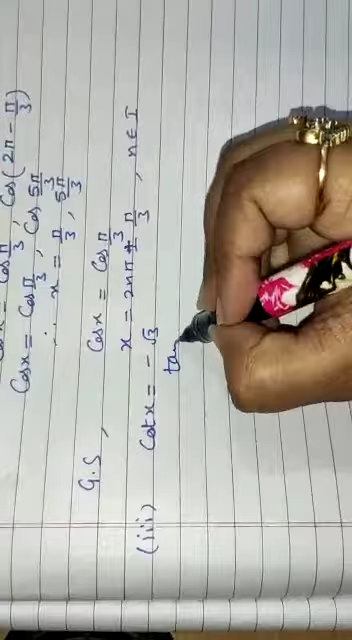 Cosx = Cos π/3, Cos(2π - π/3)
Cosx = Cos π/3, Cos 5π/3
∴ x = π/3, 5π/3
G.S, Cosx = Cos π/3
x = 2nπ ± π/3, n∈I
(iii) Cotx = -√3
tan